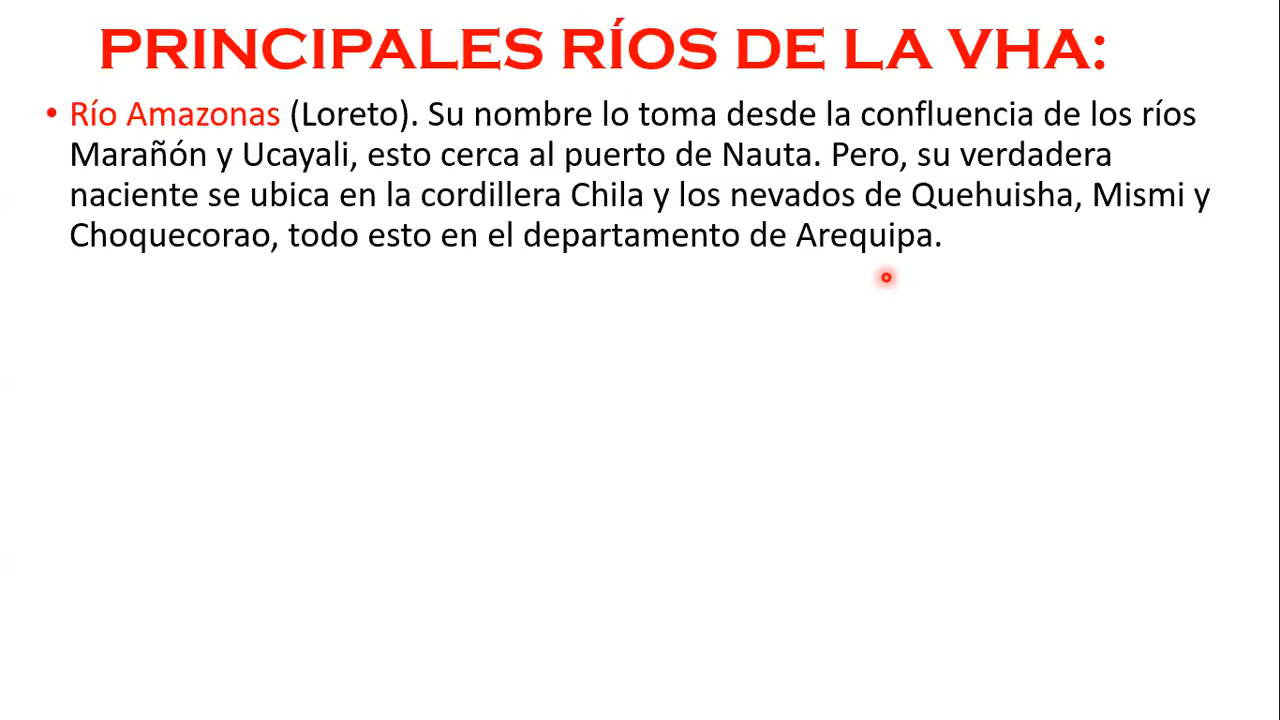 PRINCIPALES RÍOS DE LA VHA:
• Río Amazonas (Loreto). Su nombre lo toma desde la confluencia de los ríos
Marañón y Ucayali, esto cerca al puerto de Nauta. Pero, su verdadera
naciente se ubica en la cordillera Chila y los nevados de Quehuisha, Mismi y
Choquecorao, todo esto en el departamento de Arequipa.